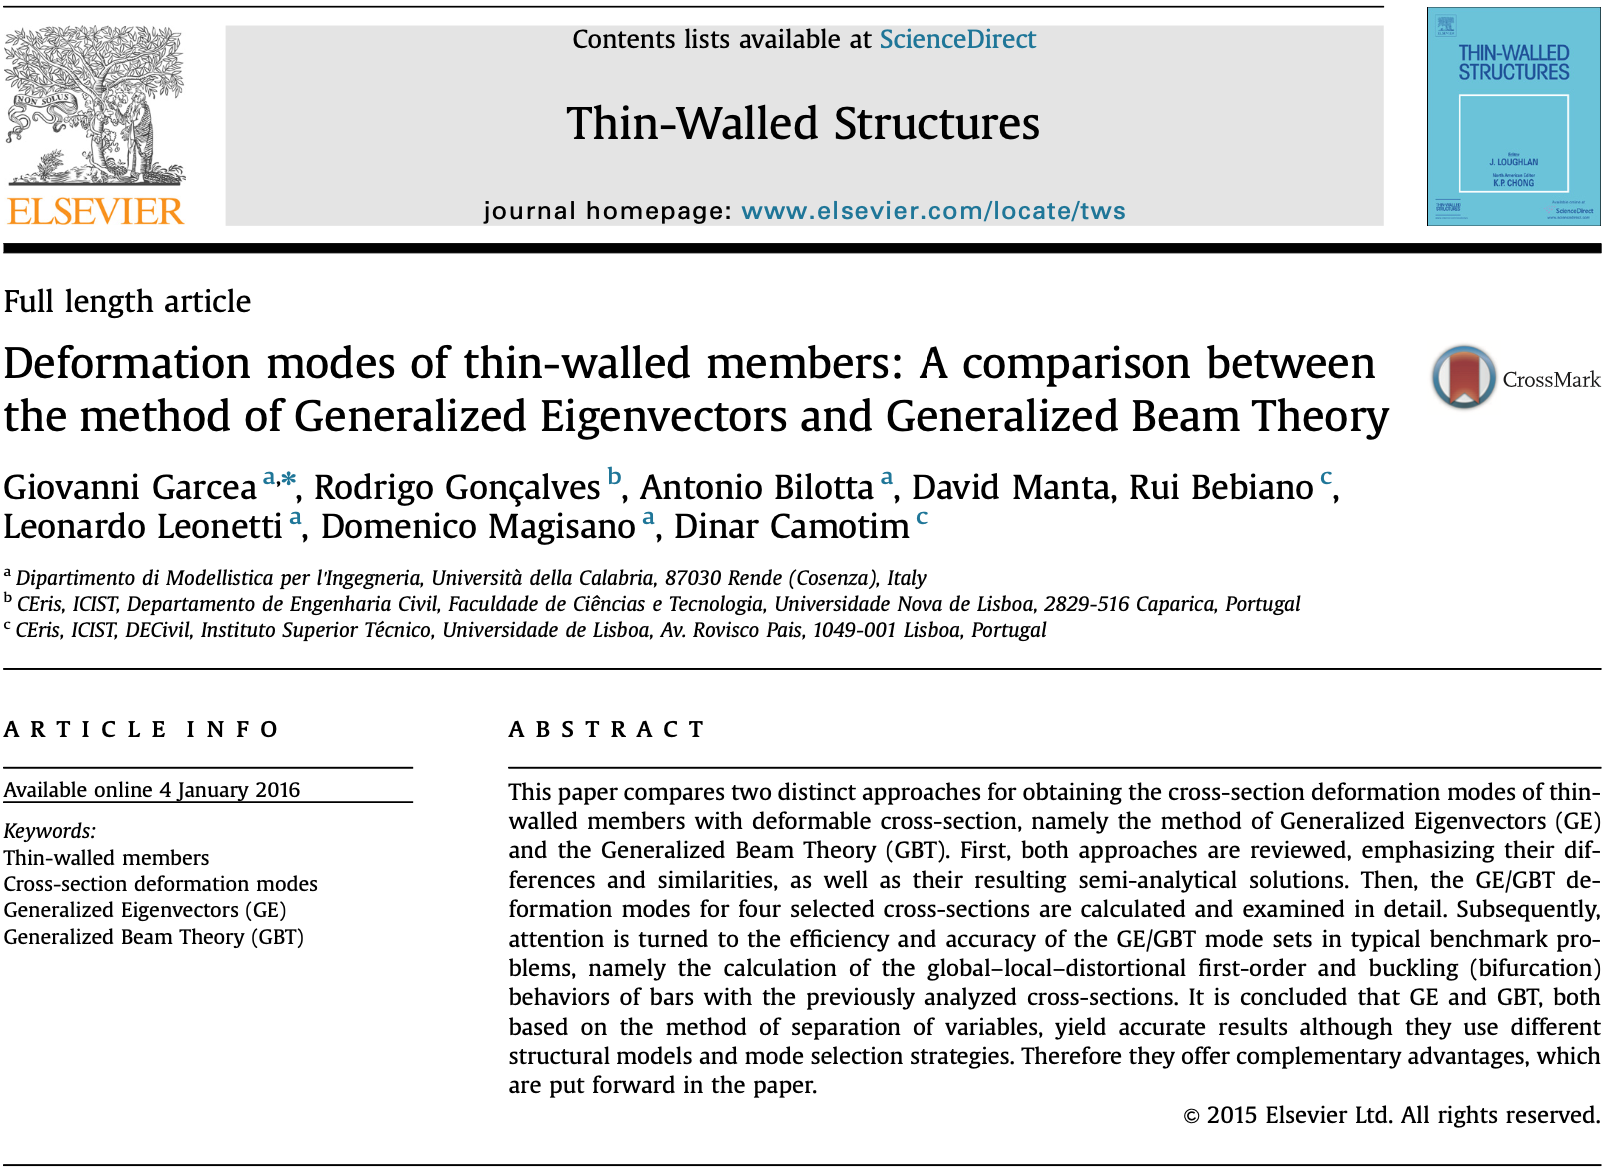 Contents lists available at ScienceDirect
Thin-Walled Structures
journal homepage: www.elsevier.com/locate/tws
NON SOLUS
ELSEVIER
THIN-WALLED
STRUCTURES
Editor
J. LOUGHLAN
North American Editor
K.P. CHONG
THIN-WALLED
STRUCTURES
ScienceDirect
Full length article
Deformation modes of thin-walled members: A comparison between
the method of Generalized Eigenvectors and Generalized Beam Theory
CrossMark
Giovanni Garcea a,*, Rodrigo Gonçalves b, Antonio Bilotta a, David Manta, Rui Bebiano c,
Leonardo Leonetti a, Domenico Magisano a, Dinar Camotim c
a Dipartimento di Modellistica per l'Ingegneria, Università della Calabria, 87030 Rende (Cosenza), Italy
b CEris, ICIST, Departamento de Engenharia Civil, Faculdade de Ciências e Tecnologia, Universidade Nova de Lisboa, 2829-516 Caparica, Portugal
c CEris, ICIST, DECivil, Instituto Superior Técnico, Universidade de Lisboa, Av. Rovisco Pais, 1049-001 Lisboa, Portugal
ARTICLE INFO
Available online 4 January 2016
Keywords:
Thin-walled members
Cross-section deformation modes
Generalized Eigenvectors (GE)
Generalized Beam Theory (GBT)
ABSTRACT
This paper compares two distinct approaches for obtaining the cross-section deformation modes of thin-
walled members with deformable cross-section, namely the method of Generalized Eigenvectors (GE)
and the Generalized Beam Theory (GBT). First, both approaches are reviewed, emphasizing their dif-
ferences and similarities, as well as their resulting semi-analytical solutions. Then, the GE/GBT de-
formation modes for four selected cross-sections are calculated and examined in detail. Subsequently,
attention is turned to the efficiency and accuracy of the GE/GBT mode sets in typical benchmark pro-
blems, namely the calculation of the global–local–distortional first-order and buckling (bifurcation)
behaviors of bars with the previously analyzed cross-sections. It is concluded that GE and GBT, both
based on the method of separation of variables, yield accurate results although they use different
structural models and mode selection strategies. Therefore they offer complementary advantages, which
are put forward in the paper.
© 2015 Elsevier Ltd. All rights reserved.